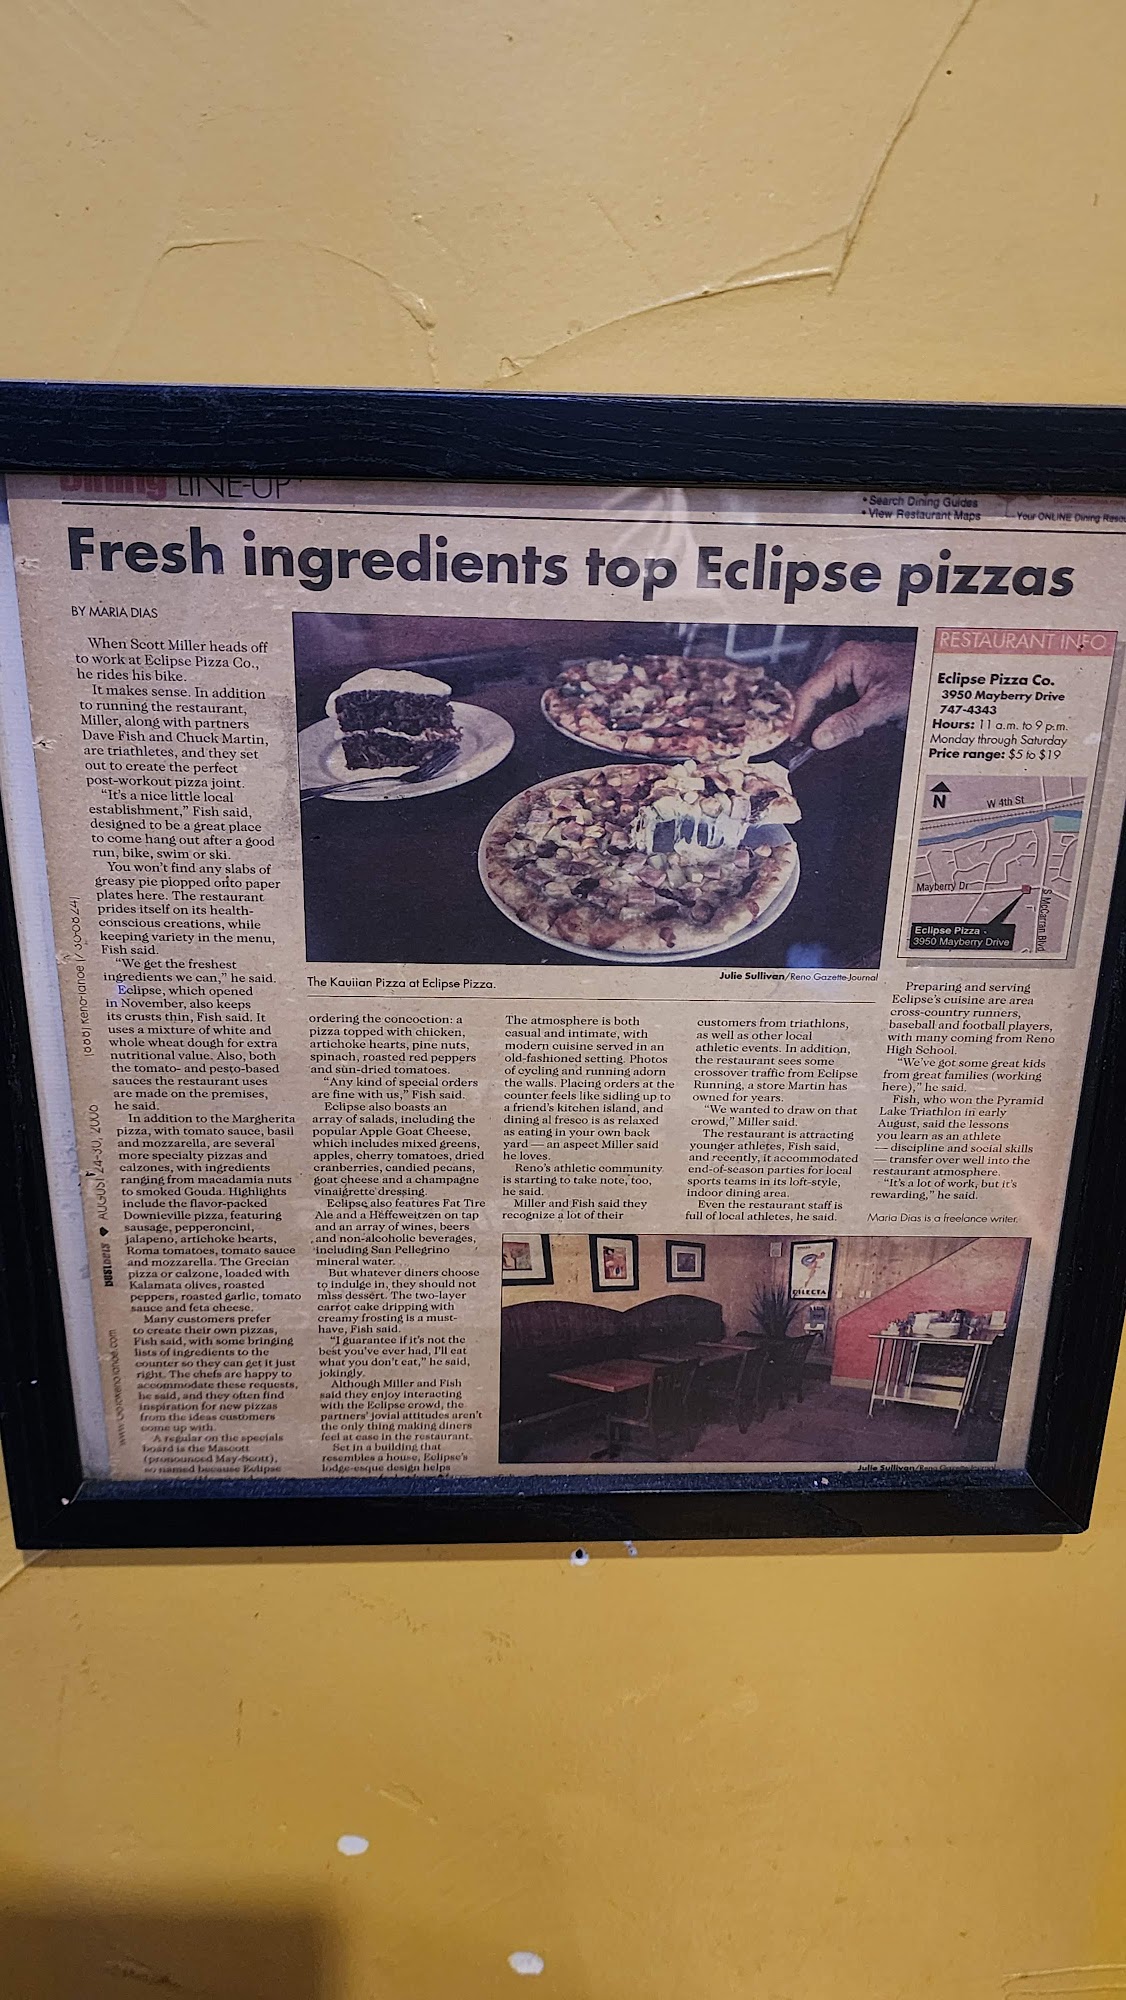 Dining LINE-UP
• Search Dining Guides
• View Restaurant Maps
Your ONLINE Dining
Fresh ingredients top Eclipse pizzas
BY MARIA DIAS
When Scott Miller heads off
to work at Eclipse Pizza Co.,
he rides his bike.
It makes sense. In addition
to running the restaurant,
Miller, along with partners
Dave Fish and Chuck Martin,
are triathletes, and they set
out to create the perfect
post-workout pizza joint.
"It's a nice little local
establishment," Fish said,
designed to be a great place
to come hang out after a good
run, bike, swim or ski.
You won't find any slabs of
greasy pie plopped onto paper
plates here. The restaurant
prides itself on its health-
conscious creations, while
keeping variety in the menu,
Fish said.
"We get the freshest
ingredients we can," he said.
Eclipse, which opened
in November, also keeps
its crusts thin, Fish said. It
uses a mixture of white and
whole wheat dough for extra
nutritional value. Also, both
the tomato- and pesto-based
sauces the restaurant uses
are made on the premises,
he said.
In addition to the Margherita
pizza, with tomato sauce, basil
and mozzarella, are several
more specialty pizzas and
calzones, with ingredients
ranging from macadamia nuts
to smoked Gouda. Highlights
include the flavor-packed
Downieville pizza, featuring
sausage, pepperoncini,
jalapeno, artichoke hearts,
Roma tomatoes, tomato sauce
and mozzarella. The Grecian
pizza or calzone, loaded with
Kalamata olives, roasted
peppers, roasted garlic, tomato
sauce and feta cheese.
Many customers prefer
to create their own pizzas,
Fish said, with some bringing
lists of ingredients to the
counter so they can get it just
right. The chefs are happy to
accommodate these requests,
he said, and they often find
inspiration for new pizzas
from the ideas customers
come up with.
A regular on the specials
board is the Mascott
(pronounced May-Scott),
so named because Eclipse
The Kauiian Pizza at Eclipse Pizza.
Julie Sullivan/Reno Gazette-Journal
ordering the concoction: a
pizza topped with chicken,
artichoke hearts, pine nuts,
spinach, roasted red peppers
and sun-dried tomatoes.
"Any kind of special orders
are fine with us," Fish said.
Eclipse also boasts an
array of salads, including the
popular Apple Goat Cheese,
which includes mixed greens,
apples, cherry tomatoes, dried
cranberries, candied pecans,
goat cheese and a champagne
vinaigrette dressing.
Eclipse also features Fat Tire
Ale and a Heffeweitzen on tap
and an array of wines, beers
and non-alcoholic beverages,
including San Pellegrino
mineral water.
But whatever diners choose
to indulge in, they should not
miss dessert. The two-layer
carrot cake dripping with
creamy frosting is a must-
have, Fish said.
"I guarantee if it's not the
best you've ever had, I'll eat
what you don't eat," he said,
jokingly.
Although Miller and Fish
said they enjoy interacting
with the Eclipse crowd, the
partners' jovial attitudes aren't
the only thing making diners
feel at ease in the restaurant.
Set in a building that
resembles a house, Eclipse's
lodge-esque design helps
The atmosphere is both
casual and intimate, with
modern cuisine served in an
old-fashioned setting. Photos
of cycling and running adorn
the walls. Placing orders at the
counter feels like sidling up to
a friend's kitchen island, and
dining al fresco is as relaxed
as eating in your own back
yard — an aspect Miller said
he loves.
Reno's athletic community
is starting to take note, too,
he said.
Miller and Fish said they
recognize a lot of their
customers from triathlons,
as well as other local
athletic events. In addition,
the restaurant sees some
crossover traffic from Eclipse
Running, a store Martin has
owned for years.
"We wanted to draw on that
crowd," Miller said.
The restaurant is attracting
younger athletes, Fish said,
and recently, it accommodated
end-of-season parties for local
sports teams in its loft-style,
indoor dining area.
Even the restaurant staff is
full of local athletes, he said.
Preparing and serving
Eclipse's cuisine are area
cross-country runners,
baseball and football players,
with many coming from Reno
High School.
"We've got some great kids
from great families (working
here)," he said.
Fish, who won the Pyramid
Lake Triathlon in early
August, said the lessons
you learn as an athlete
— discipline and social skills
— transfer over well into the
restaurant atmosphere.
"It's a lot of work, but it's
rewarding," he said.
Maria Dias is a freelance writer.
RESTAURANT INFO
Eclipse Pizza Co.
3950 Mayberry Drive
747-4343
Hours: 11 a.m. to 9 p.m.
Monday through Saturday
Price range: $5 to $19
N
W 4th St
Mayberry Dr
S McCarran Blvd
Eclipse Pizza
3950 Mayberry Drive
DILECTA
Julie Sullivan/Reno Gazette-Journal
BEST BETS ♥ AUGUST 24-30, 2006